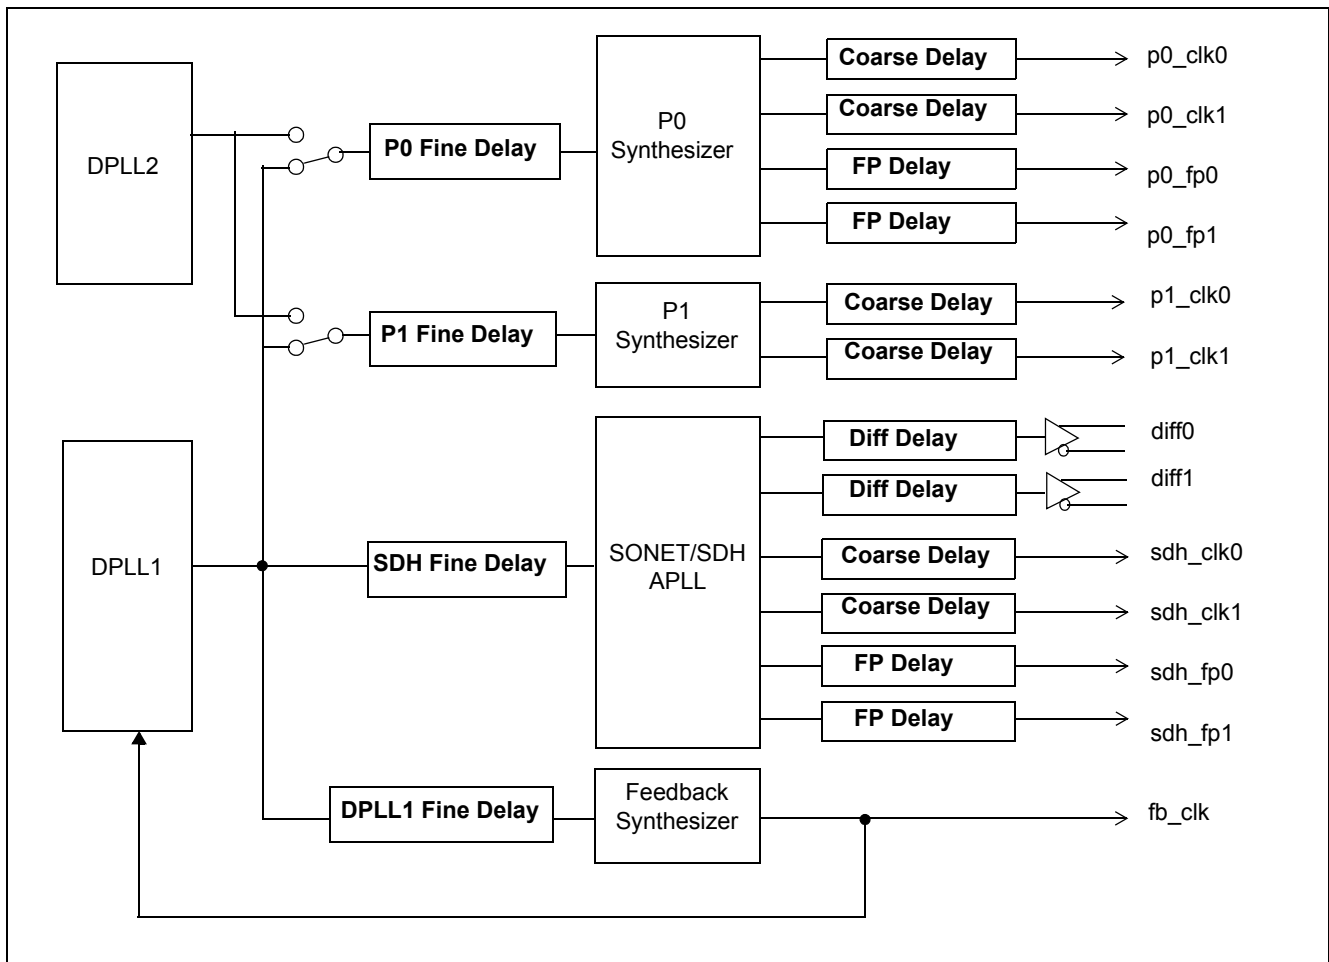 DPLL2
P0 Fine Delay
P0
Synthesizer
Coarse Delay
p0_clk0
Coarse Delay
p0_clk1
FP Delay
p0_fp0
FP Delay
p0_fp1
P1 Fine Delay
P1
Synthesizer
Coarse Delay
p1_clk0
Coarse Delay
p1_clk1
DPLL1
SDH Fine Delay
SONET/SDH
APLL
Diff Delay
diff0
Diff Delay
diff1
Coarse Delay
sdh_clk0
Coarse Delay
sdh_clk1
FP Delay
sdh_fp0
FP Delay
sdh_fp1
DPLL1 Fine Delay
Feedback
Synthesizer
fb_clk